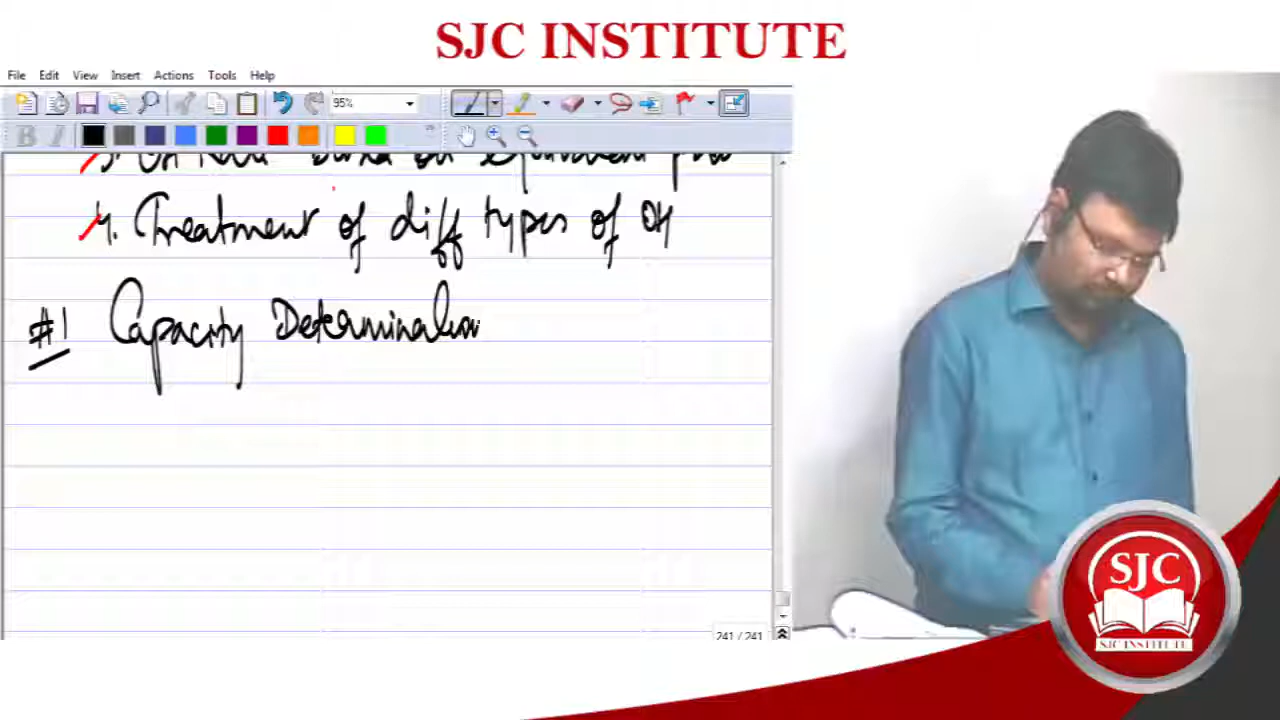 SJC INSTITUTE
File Edit View Insert Actions Tools Help
95%
B I
4. Treatment of diff types of OH
#1 Capacity Determination
241 / 241
SJC
SJC INSTITUTE